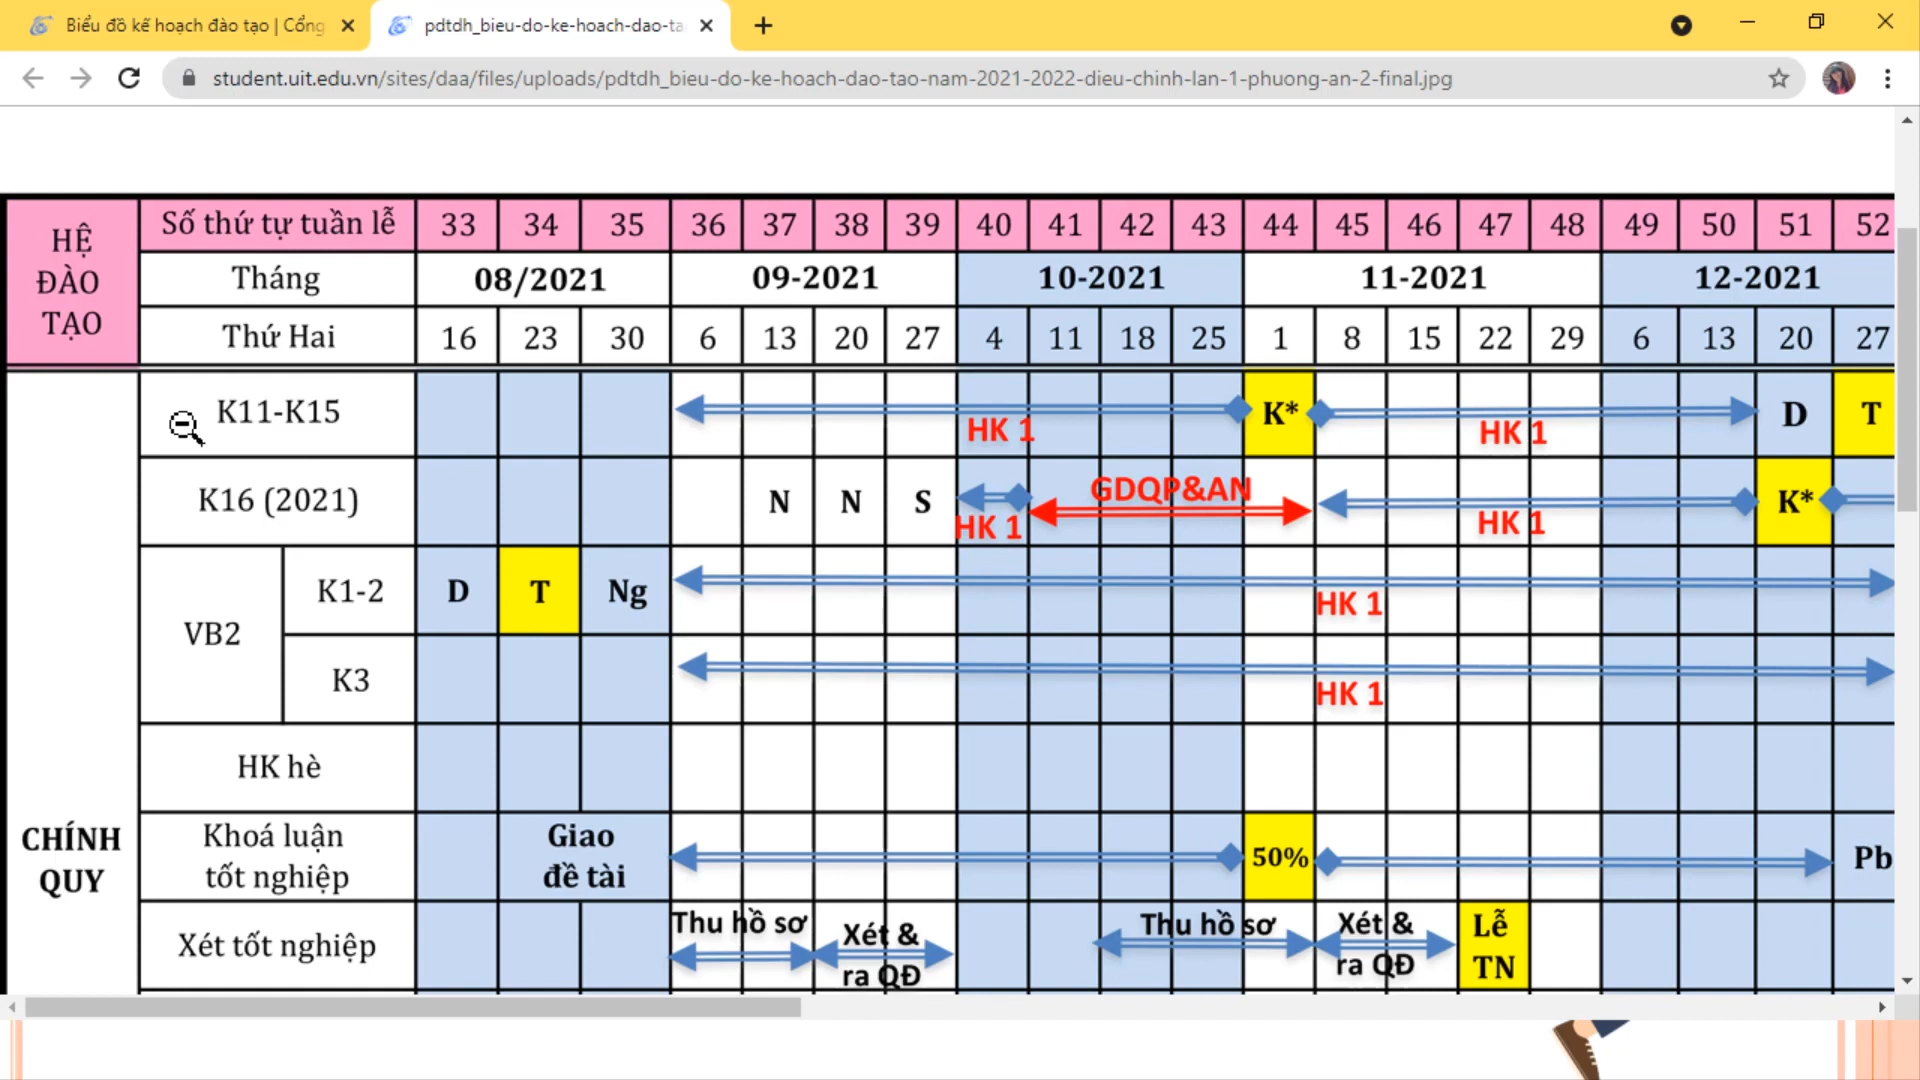 Biểu đồ kế hoạch đào tạo | Cổng
pdtdh_bieu-do-ke-hoach-dao-ta
student.uit.edu.vn/sites/daa/files/uploads/pdtdh_bieu-do-ke-hoach-dao-tao-nam-2021-2022-dieu-chinh-lan-1-phuong-an-2-final.jpg
HỆ
ĐÀO
TẠO
Số thứ tự tuần lễ 33 34 35 36 37 38 39 40 41 42 43 44 45 46 47 48 49 50 51 52
Tháng 08/2021 09-2021 10-2021 11-2021 12-2021
Thứ Hai 16 23 30 6 13 20 27 4 11 18 25 1 8 15 22 29 6 13 20 27
CHÍNH
QUY
K11-K15 HK 1 K* HK 1 D T
K16 (2021) N N S HK 1 GDQP&AN HK 1 K*
VB2
K1-2 D T Ng HK 1
K3 HK 1
HK hè
Khoá luận
tốt nghiệp
Giao
đề tài
50%
Pb
Xét tốt nghiệp
Thu hồ sơ
Xét &
ra QĐ
Thu hồ sơ
Xét &
ra QĐ
Lễ
TN